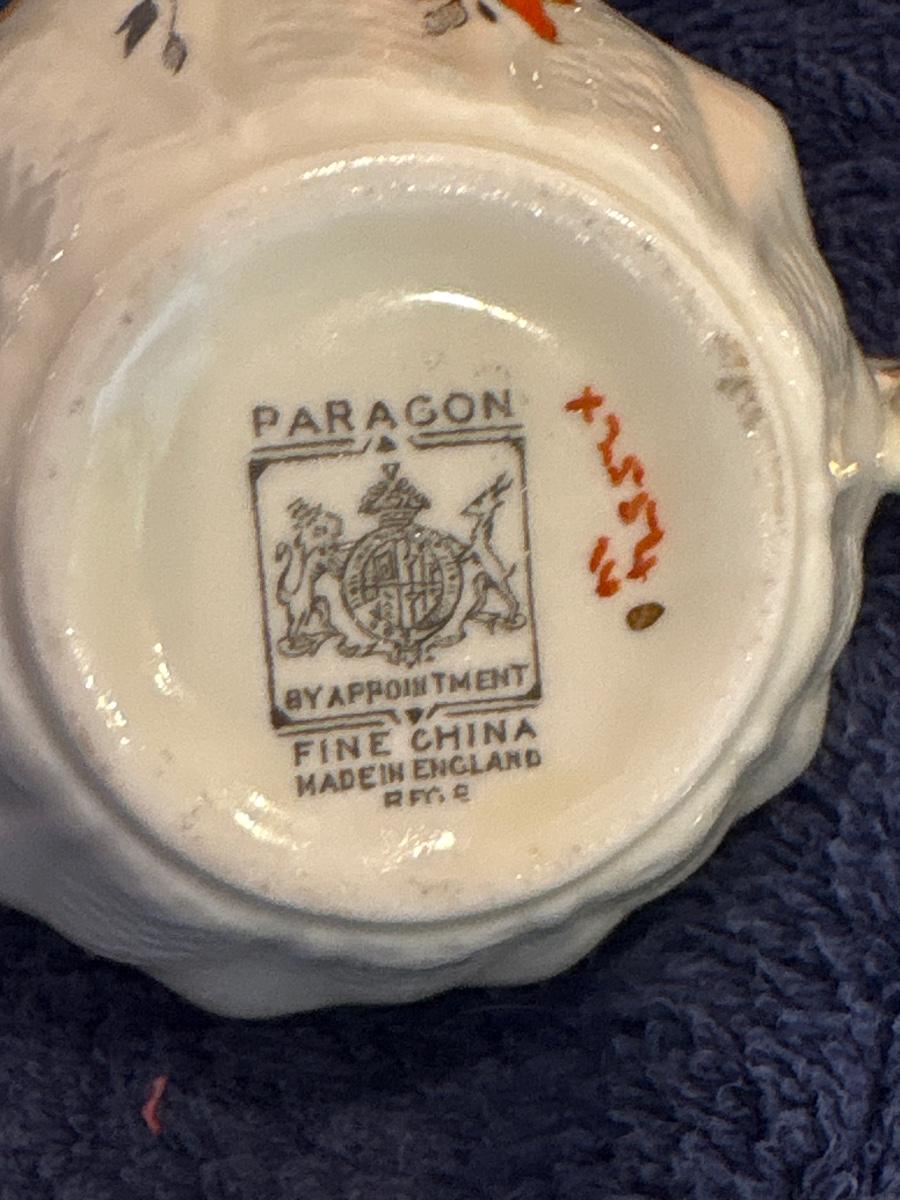 PARAGON
BY APPOINTMENT
FINE CHINA
MADE IN ENGLAND